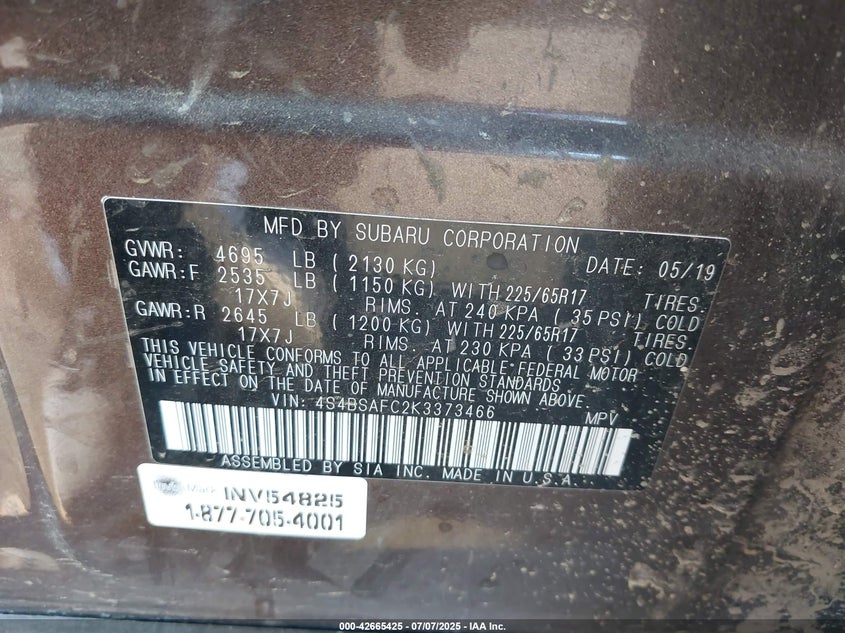 MFD BY SUBARU CORPORATION
GVWR: 4695 LB ( 2130 KG) DATE: 05/19
GAWR:F 2535 LB ( 1150 KG) WITH 225/65R17 TIRES
17X7J RIMS. AT 240 KPA ( 35 PSI) COLD
GAWR:R 2645 LB ( 1200 KG) WITH 225/65R17 TIRES
17X7J RIMS. AT 230 KPA ( 33 PSI) COLD
THIS VEHICLE CONFORMS TO ALL APPLICABLE FEDERAL MOTOR
VEHICLE SAFETY AND THEFT PREVENTION STANDARDS
IN EFFECT ON THE DATE OF MANUFACTURE SHOWN ABOVE.
VIN: 4S4BSAFC2K3373466 MPV
ASSEMBLED BY SIA INC. MADE IN U.S.A.
INV54825
1-877-705-4001
000-42665425 - 07/07/2025 - IAA Inc.